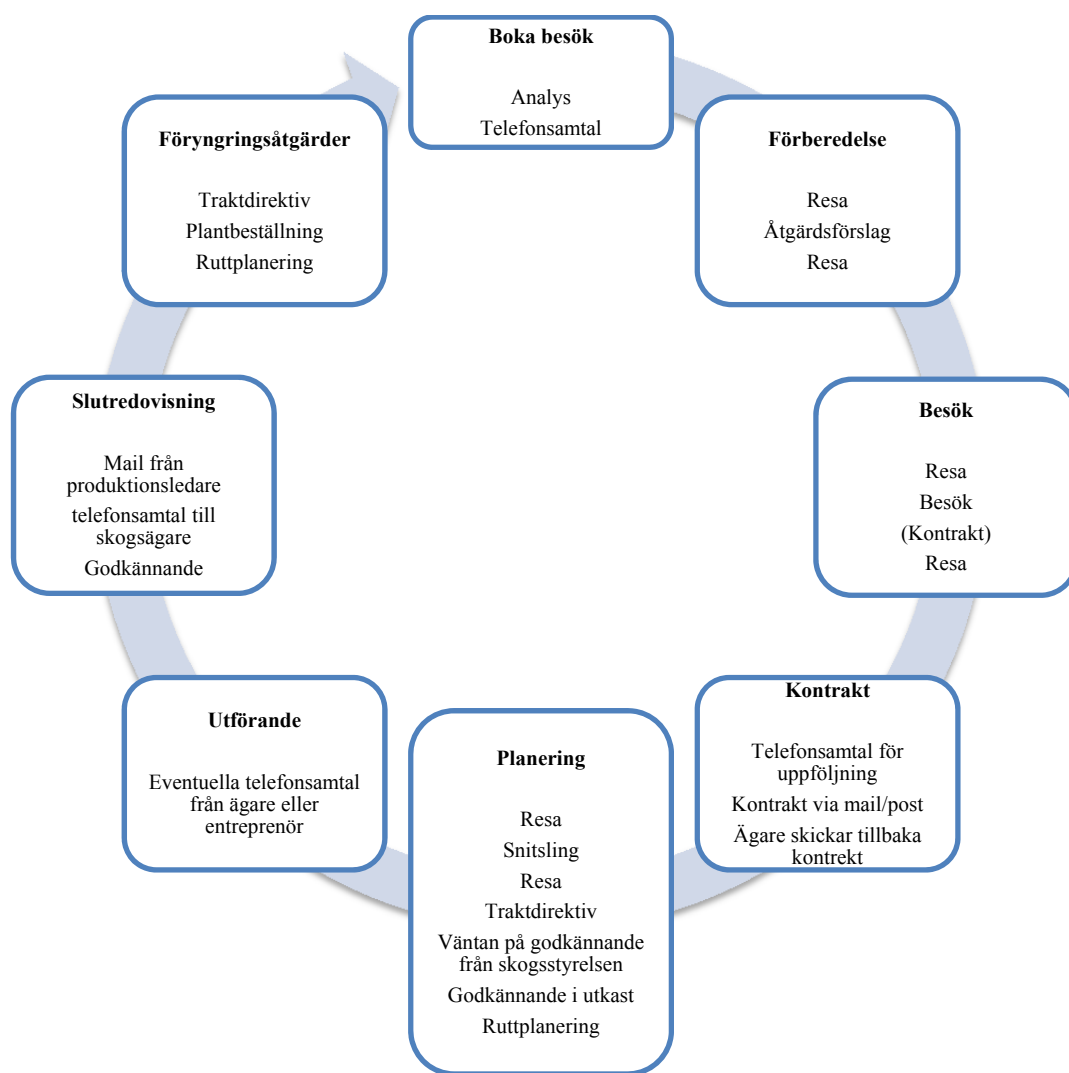 Boka besök
Analys
Telefonsamtal
Förberedelse
Resa
Åtgärdsförslag
Resa
Besök
Resa
Besök
(Kontrakt)
Resa
Kontrakt
Telefonsamtal för
uppföljning
Kontrakt via mail/post
Ägare skickar tillbaka
kontrekt
Planering
Resa
Snitsling
Resa
Traktdirektiv
Väntan på godkännande
från skogsstyrelsen
Godkännande i utkast
Ruttplanering
Utförande
Eventuella telefonsamtal
från ägare eller
entreprenör
Slutredovisning
Mail från
produktionsledare
telefonsamtal till
skogsägare
Godkännande
Föryngringsåtgärder
Traktdirektiv
Plantbeställning
Ruttplanering